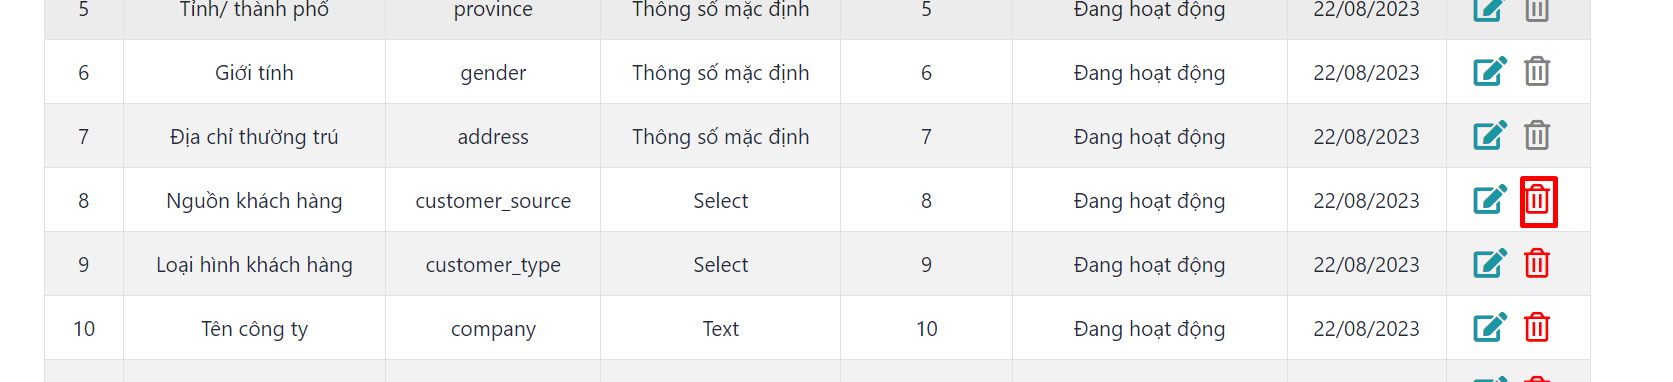 5 Tỉnh/ thành phố province Thông số mặc định 5 Đang hoạt động 22/08/2023
6 Giới tính gender Thông số mặc định 6 Đang hoạt động 22/08/2023
7 Địa chỉ thường trú address Thông số mặc định 7 Đang hoạt động 22/08/2023
8 Nguồn khách hàng customer_source Select 8 Đang hoạt động 22/08/2023
9 Loại hình khách hàng customer_type Select 9 Đang hoạt động 22/08/2023
10 Tên công ty company Text 10 Đang hoạt động 22/08/2023